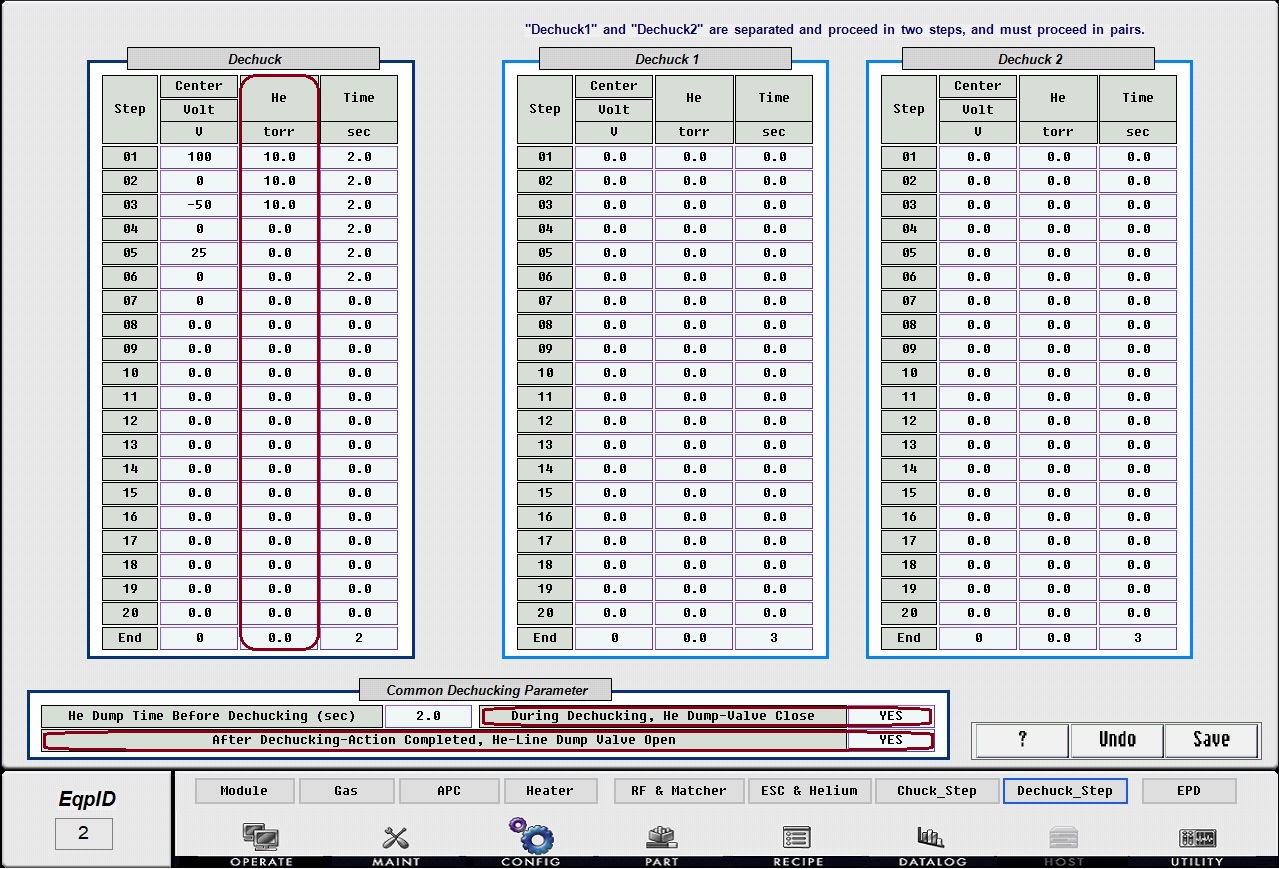 "Dechuck1" and "Dechuck2" are separated and proceed in two steps, and must proceed in pairs.
Dechuck
Step Center He Time
Volt
V torr sec
01 100 10.0 2.0
02 0 10.0 2.0
03 -50 10.0 2.0
04 0 0.0 2.0
05 25 0.0 2.0
06 0 0.0 2.0
07 0 0.0 0.0
08 0.0 0.0 0.0
09 0.0 0.0 0.0
10 0.0 0.0 0.0
11 0.0 0.0 0.0
12 0.0 0.0 0.0
13 0.0 0.0 0.0
14 0.0 0.0 0.0
15 0.0 0.0 0.0
16 0.0 0.0 0.0
17 0.0 0.0 0.0
18 0.0 0.0 0.0
19 0.0 0.0 0.0
20 0.0 0.0 0.0
End 0 0.0 2
Dechuck 1
Step Center He Time
Volt
V torr sec
01 0.0 0.0 0.0
02 0.0 0.0 0.0
03 0.0 0.0 0.0
04 0.0 0.0 0.0
05 0.0 0.0 0.0
06 0.0 0.0 0.0
07 0.0 0.0 0.0
08 0.0 0.0 0.0
09 0.0 0.0 0.0
10 0.0 0.0 0.0
11 0.0 0.0 0.0
12 0.0 0.0 0.0
13 0.0 0.0 0.0
14 0.0 0.0 0.0
15 0.0 0.0 0.0
16 0.0 0.0 0.0
17 0.0 0.0 0.0
18 0.0 0.0 0.0
19 0.0 0.0 0.0
20 0.0 0.0 0.0
End 0 0.0 3
Dechuck 2
Step Center He Time
Volt
V torr sec
01 0.0 0.0 0.0
02 0.0 0.0 0.0
03 0.0 0.0 0.0
04 0.0 0.0 0.0
05 0.0 0.0 0.0
06 0.0 0.0 0.0
07 0.0 0.0 0.0
08 0.0 0.0 0.0
09 0.0 0.0 0.0
10 0.0 0.0 0.0
11 0.0 0.0 0.0
12 0.0 0.0 0.0
13 0.0 0.0 0.0
14 0.0 0.0 0.0
15 0.0 0.0 0.0
16 0.0 0.0 0.0
17 0.0 0.0 0.0
18 0.0 0.0 0.0
19 0.0 0.0 0.0
20 0.0 0.0 0.0
End 0 0.0 3
Common Dechucking Parameter
He Dump Time Before Dechucking (sec) 2.0 During Dechucking, He Dump-Valve Close YES
After Dechucking-Action Completed, He-Line Dump Valve Open YES
? Undo Save
EqpID
2
Module Gas APC Heater RF & Matcher ESC & Helium Chuck_Step Dechuck_Step EPD
OPERATE MAINT CONFIG PART RECIPE DATALOG HOST UTILITY